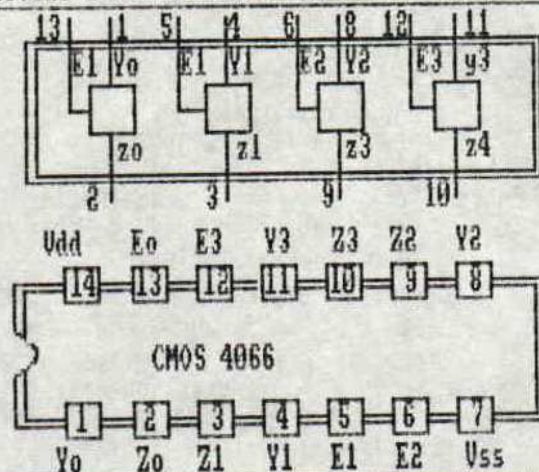 13 1 5 4 6 8 12 11
E1 Yo E1 Y1 E2 Y2 E3 y3
zo z1 z3 z4
2 3 9 10
Vdd Eo E3 Y3 Z3 Z2 Y2
14 13 12 11 10 9 8
CMOS 4066
1 2 3 4 5 6 7
Yo Zo Z1 Y1 E1 E2 Vss